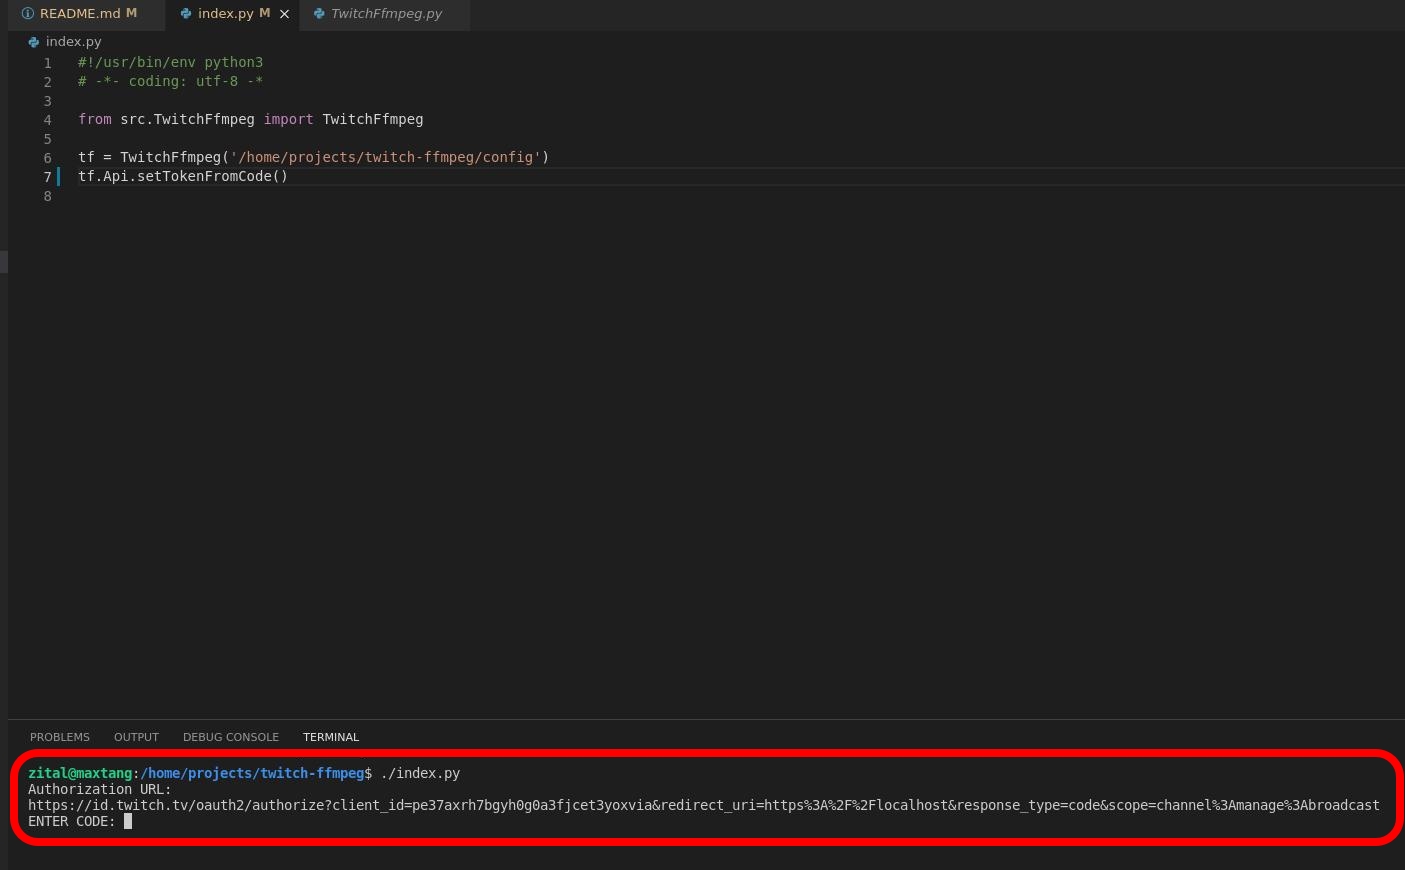 README.md M index.py M TwitchFfmpeg.py
index.py
1 #!/usr/bin/env python3
2 # -*- coding: utf-8 -*
3
4 from src.TwitchFfmpeg import TwitchFfmpeg
5
6 tf = TwitchFfmpeg('/home/projects/twitch-ffmpeg/config')
7 tf.Api.setTokenFromCode()
8
PROBLEMS OUTPUT DEBUG CONSOLE TERMINAL
zital@maxtang:/home/projects/twitch-ffmpeg$ ./index.py
Authorization URL:
https://id.twitch.tv/oauth2/authorize?client_id=pe37axrh7bgyh0g0a3fjcet3yoxvia&redirect_uri=https%3A%2F%2Flocalhost&response_type=code&scope=channel%3Amanage%3Abroadcast
ENTER CODE: